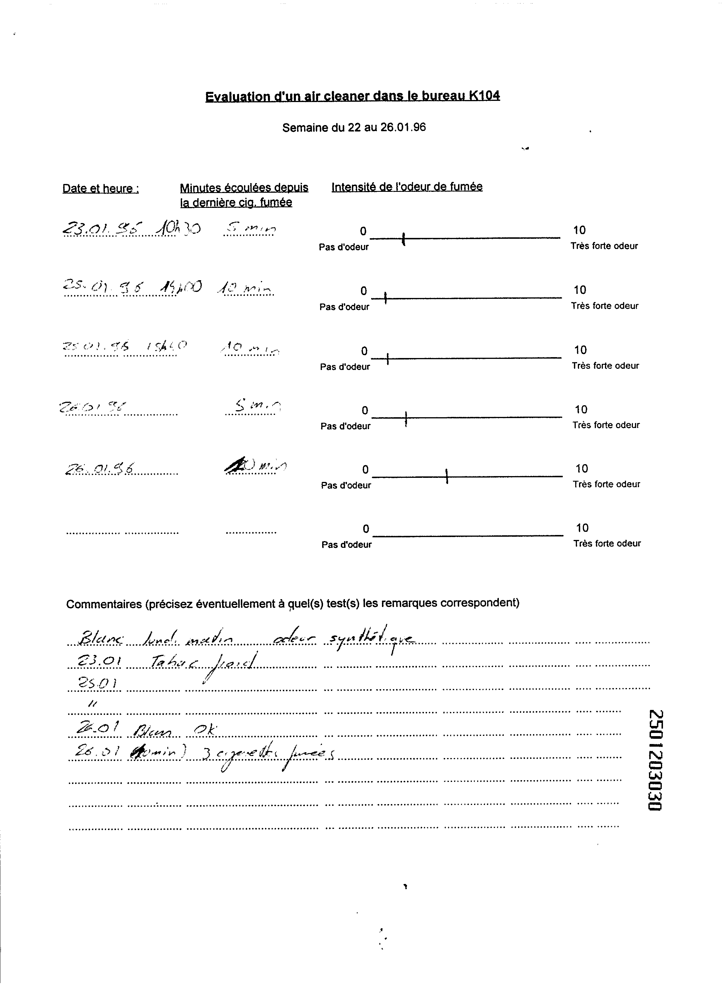 Evaluation d'un air cleaner dans le bureau K104
Semaine du 22 au 26.01.96
Date et heure : Minutes écoulées depuis la dernière cig. fumée Intensité de l'odeur de fumée
23.01.96 10h30 5 min 0 10
Pas d'odeur Très forte odeur
25.01.96 14h00 10 min 0 10
Pas d'odeur Très forte odeur
25.01.96 15h40 10 min 0 10
Pas d'odeur Très forte odeur
26.01.96 5 min 0 10
Pas d'odeur Très forte odeur
26.01.96 min 0 10
Pas d'odeur Très forte odeur
0 10
Pas d'odeur Très forte odeur
Commentaires (précisez éventuellement à quel(s) test(s) les remarques correspondent)
Blanc lundi matin odeur synthétique
23.01 Tabac froid
25.01
"
26.01 Blanc OK
26.01 min) 3 cigarettes fumées
2501203030